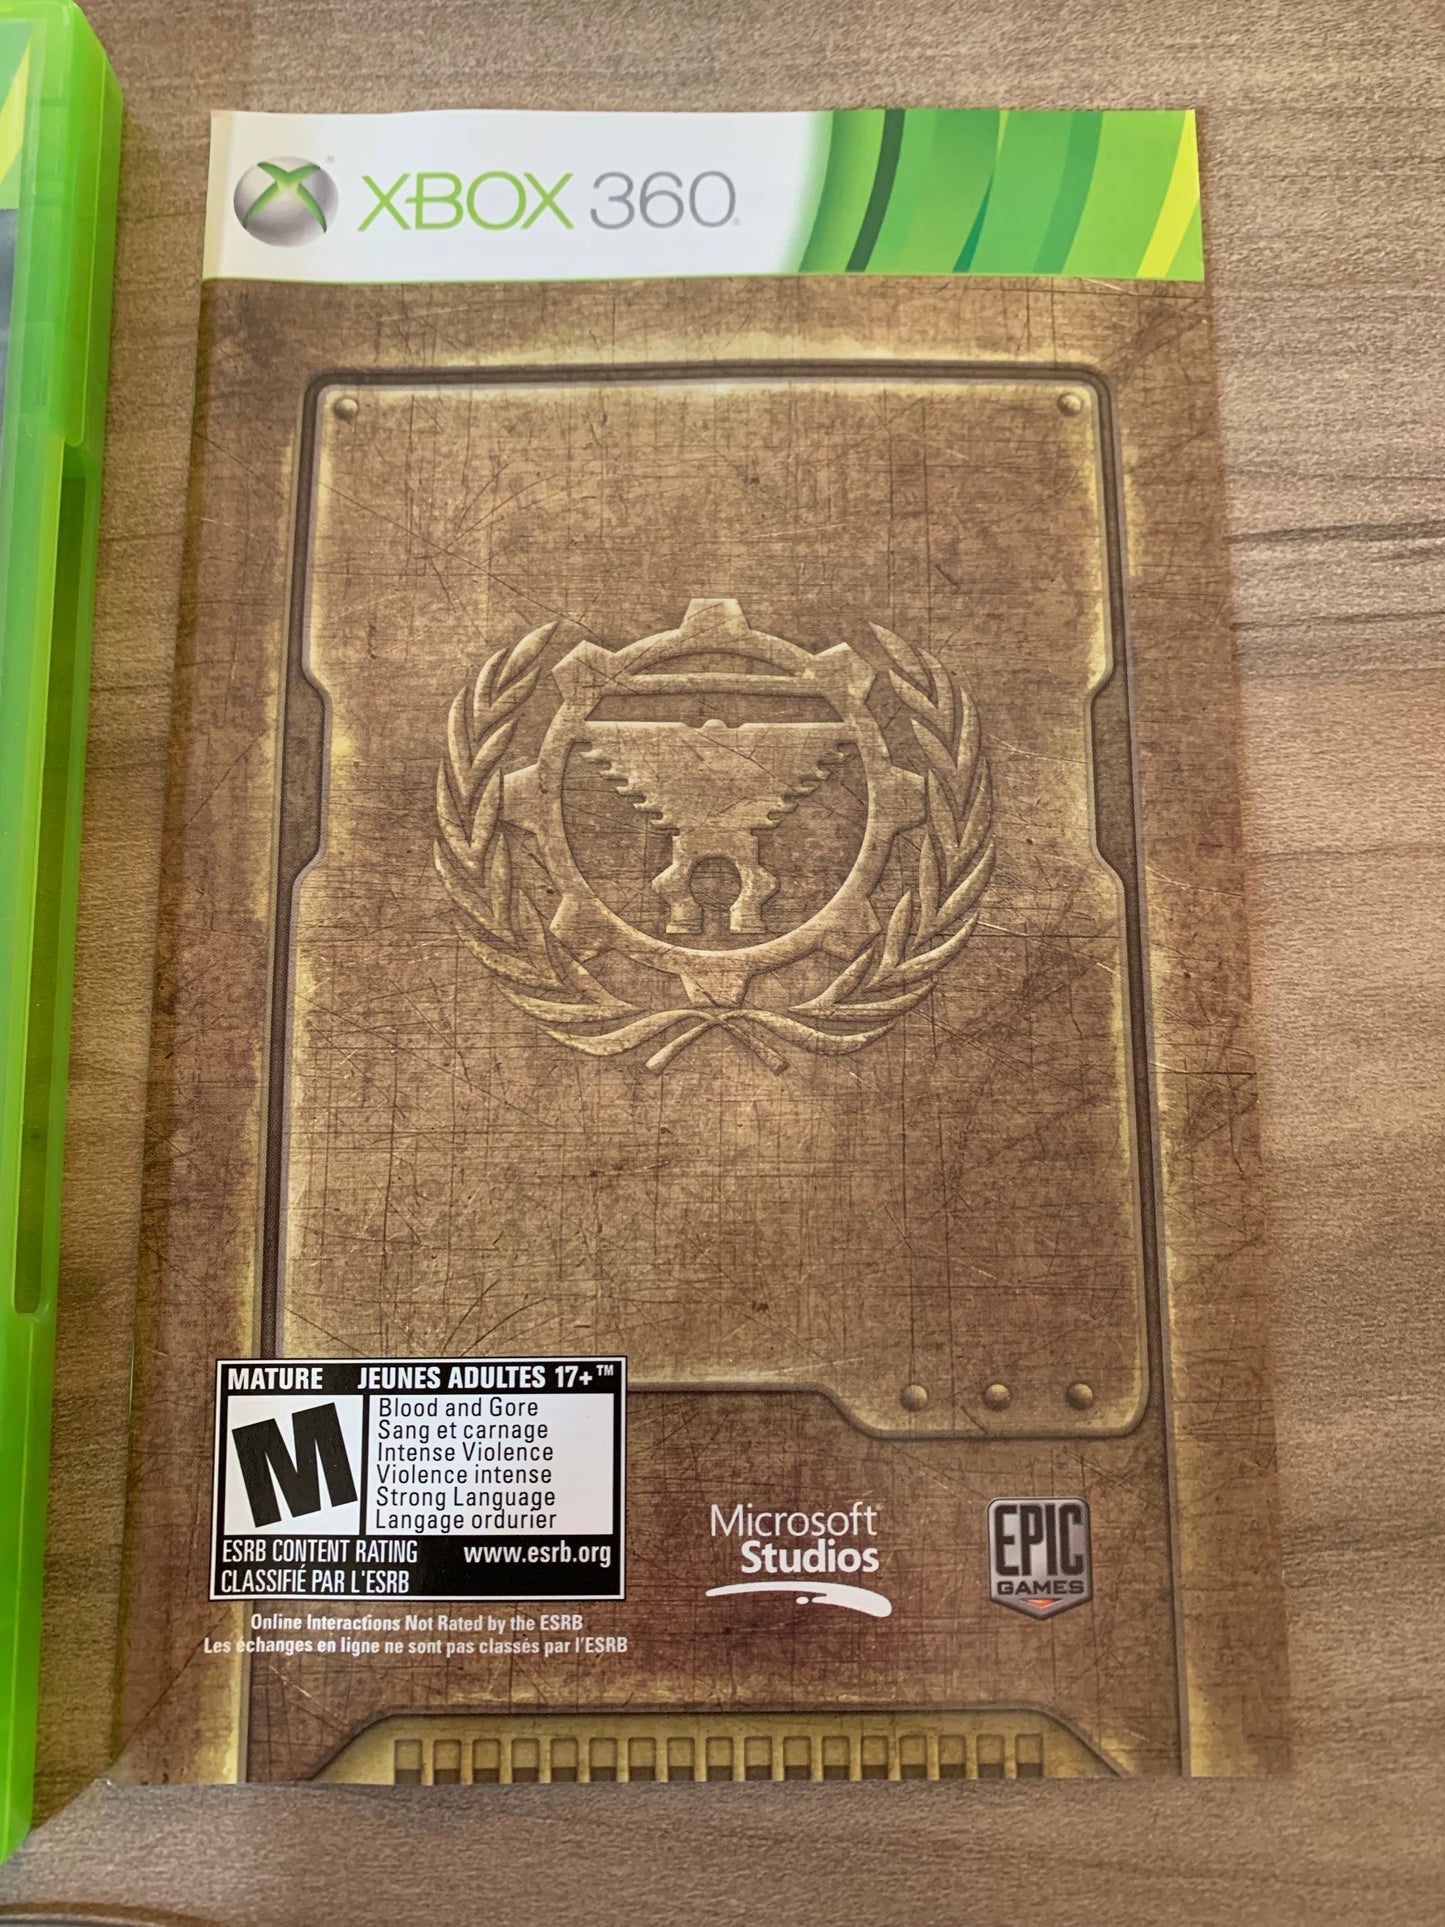 XBOX 360
MATURE JEUNES ADULTES 17+™
M
Blood and Gore
Sang et carnage
Intense Violence
Violence intense
Strong Language
Langage ordurier
ESRB CONTENT RATING www.esrb.org
CLASSIFIÉ PAR L'ESRB
Online Interactions Not Rated by the ESRB
Les échanges en ligne ne sont pas classés par l'ESRB
Microsoft®
Studios
EPIC
GAMES